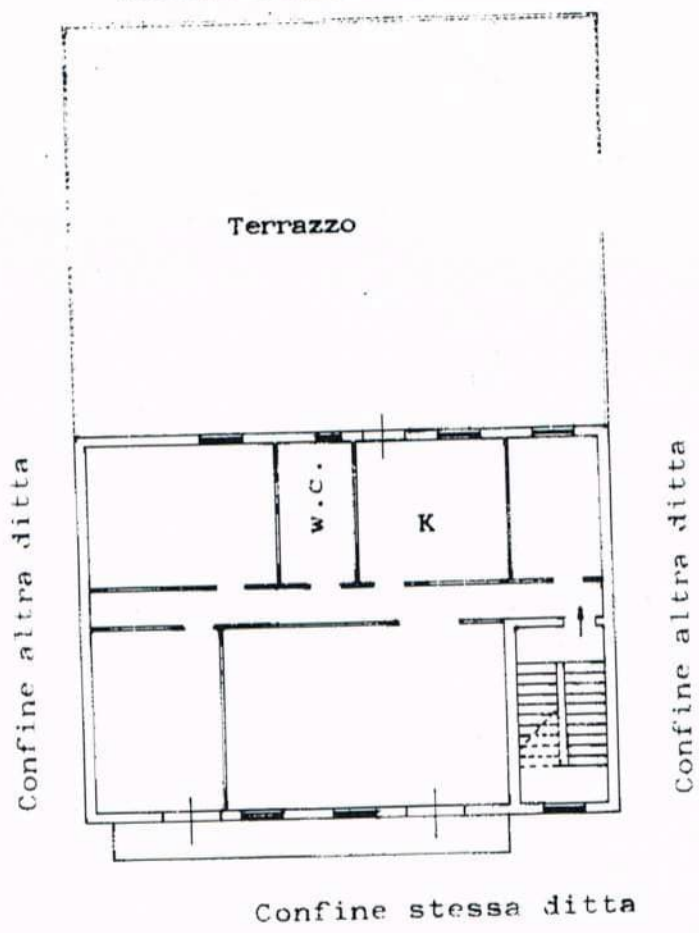 Terrazzo
w.c.
K
Confine altra ditta
Confine altra ditta
Confine stessa ditta